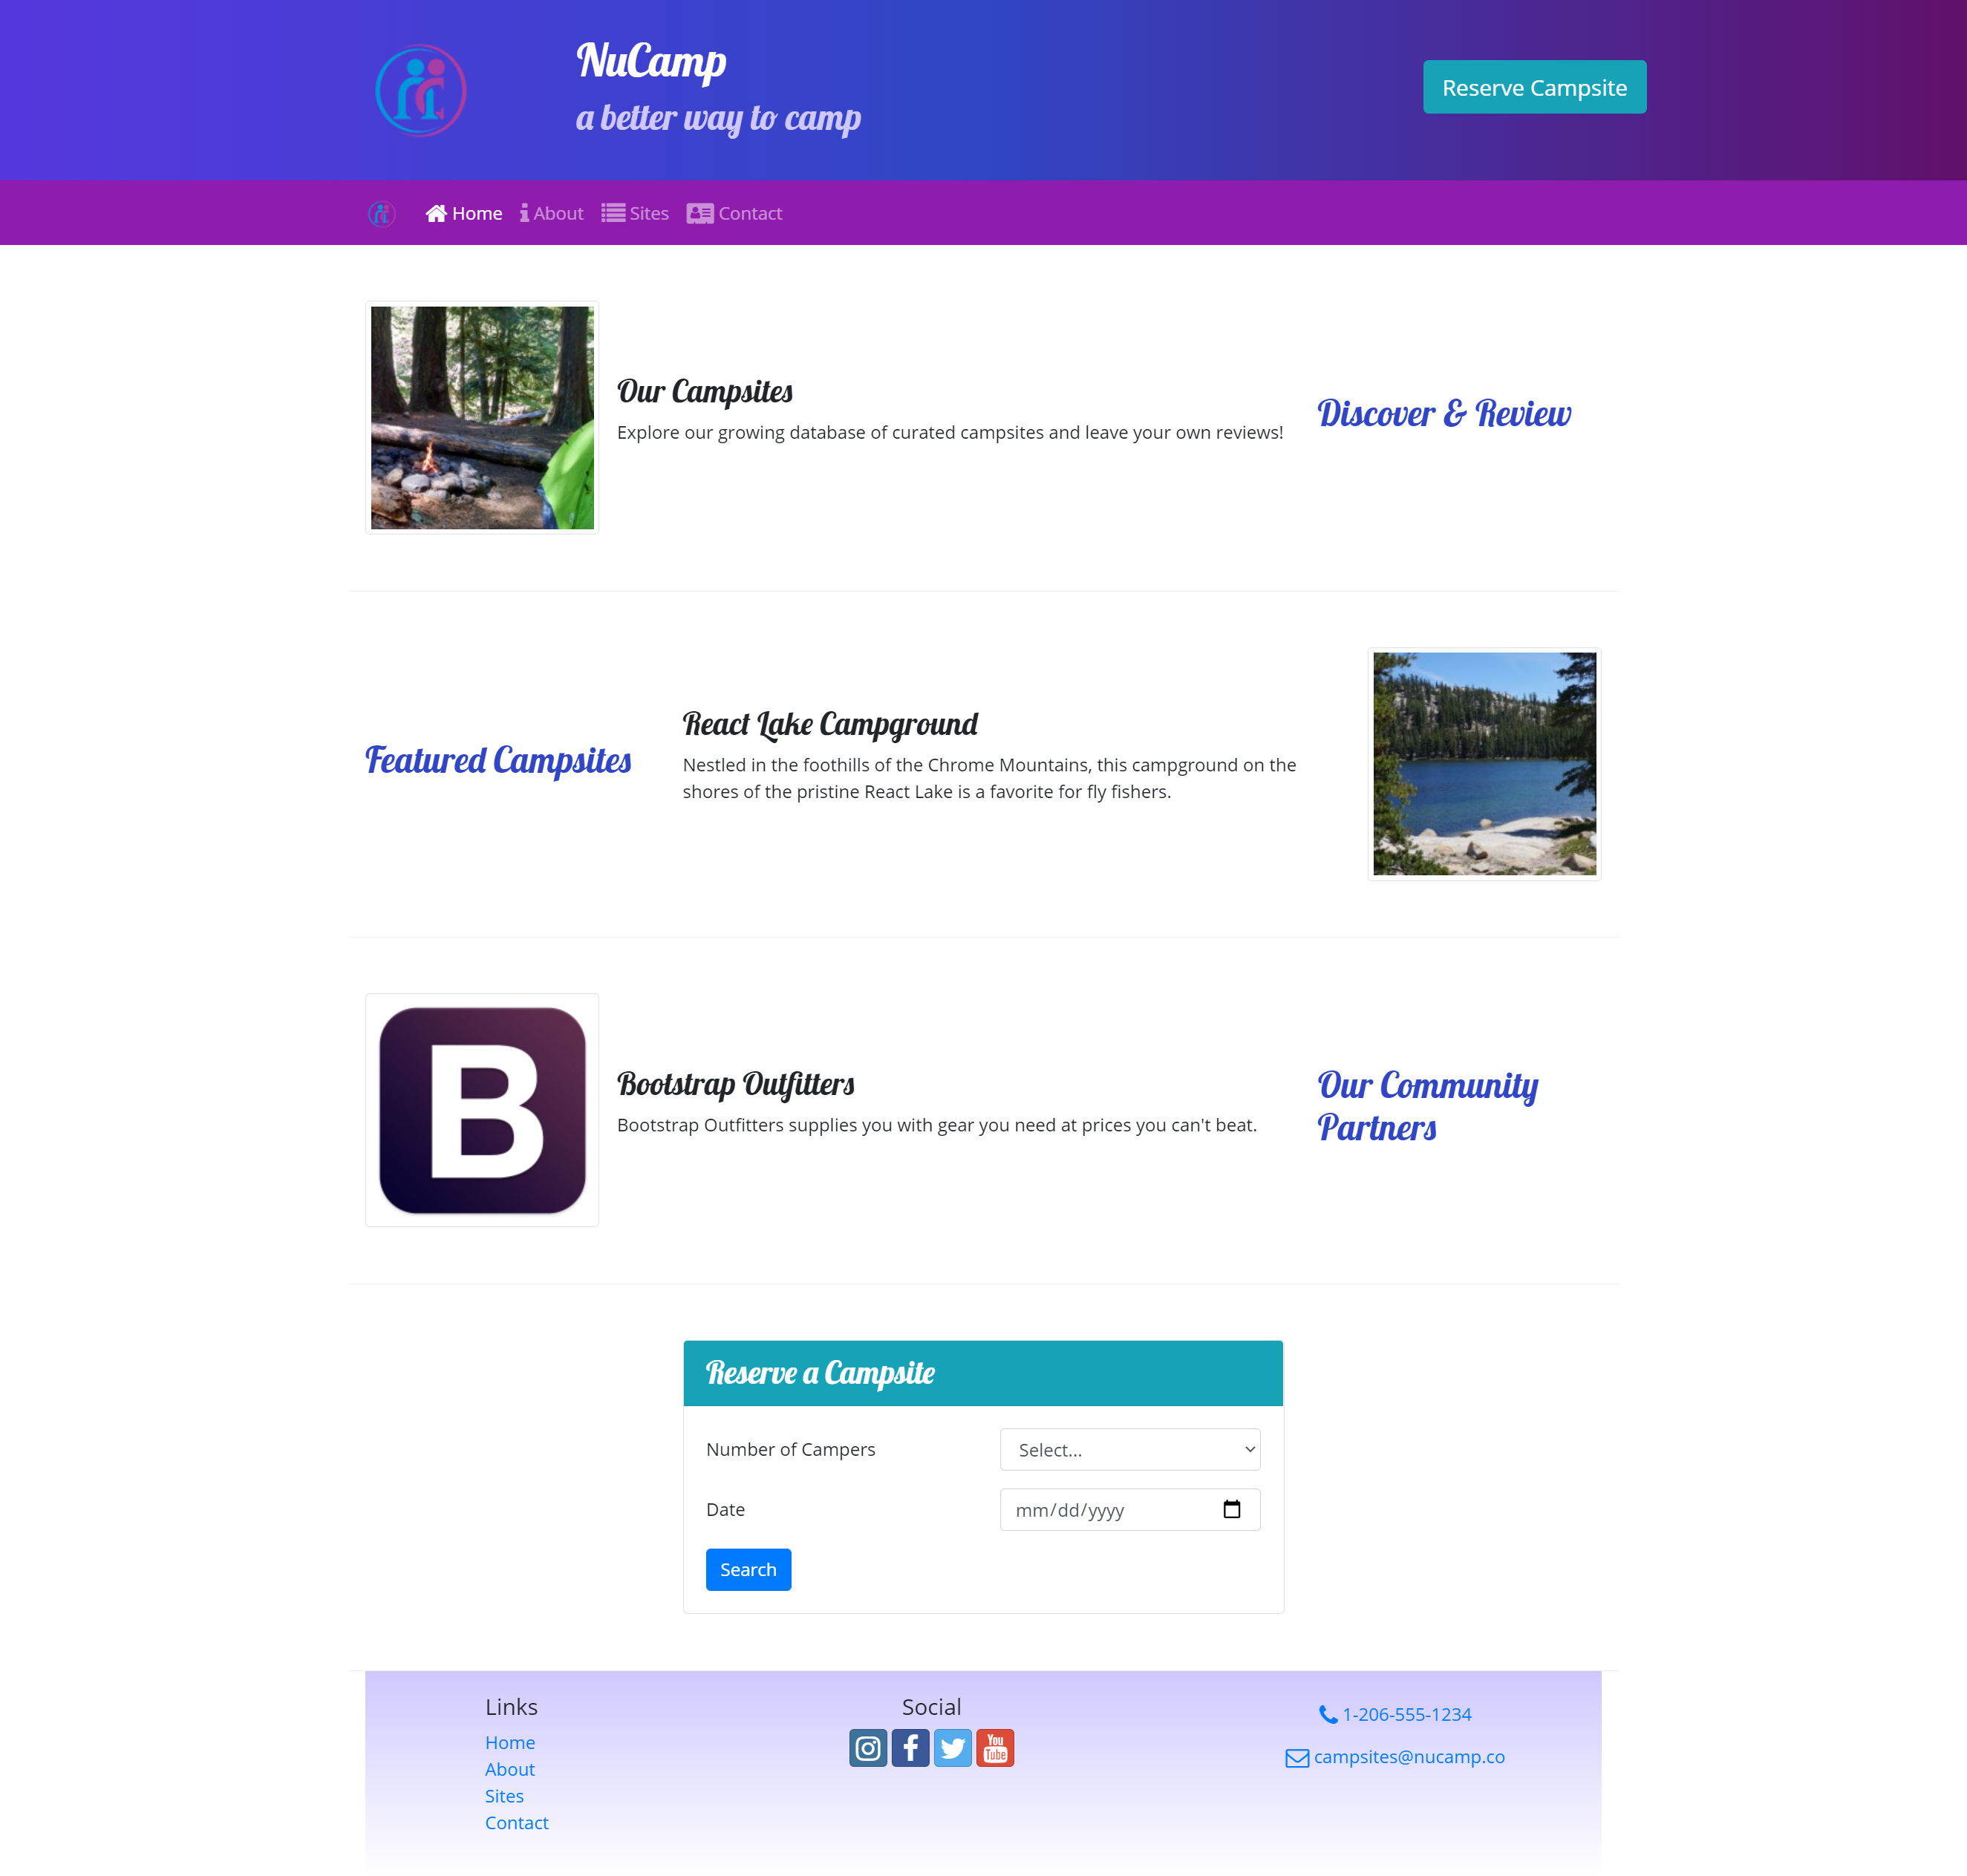 NuCamp
a better way to camp
Reserve Campsite
Home About Sites Contact
Our Campsites
Explore our growing database of curated campsites and leave your own reviews!
Discover & Review
Featured Campsites
React Lake Campground
Nestled in the foothills of the Chrome Mountains, this campground on the
shores of the pristine React Lake is a favorite for fly fishers.
B
Bootstrap Outfitters
Bootstrap Outfitters supplies you with gear you need at prices you can't beat.
Our Community
Partners
Reserve a Campsite
Number of Campers
Select...
Date
mm/dd/yyyy
Search
Links
Home
About
Sites
Contact
Social
You
Tube
1-206-555-1234
campsites@nucamp.co